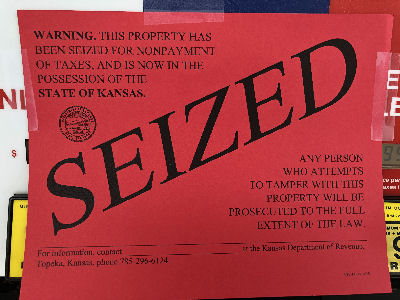 WARNING. THIS PROPERTY HAS
BEEN SEIZED FOR NONPAYMENT
OF TAXES, AND IS NOW IN THE
POSSESSION OF THE
STATE OF KANSAS.
SEIZED
ANY PERSON
WHO ATTEMPTS
TO TAMPER WITH THIS
PROPERTY WILL BE
PROSECUTED TO THE FULL
EXTENT OF THE LAW.
For information, contact at the Kansas Department of Revenue,
Topeka, Kansas, phone 785-296-6124